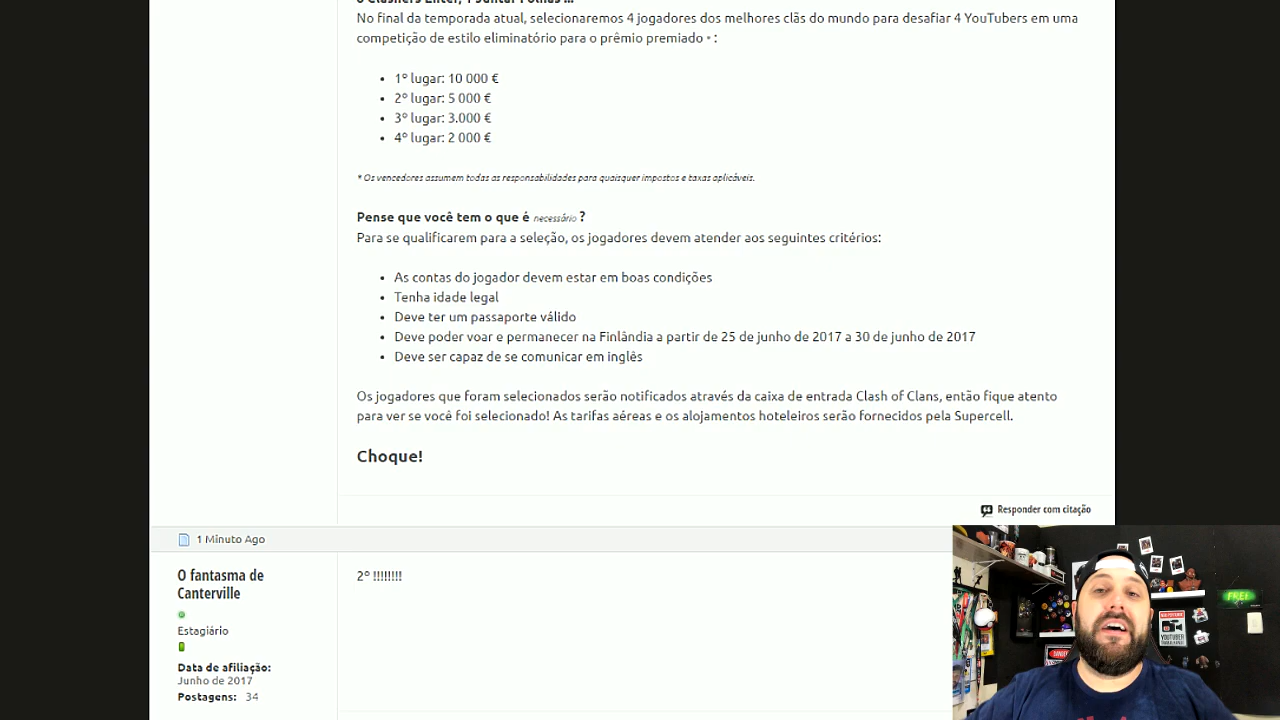 No final da temporada atual, selecionaremos 4 jogadores dos melhores clãs do mundo para desafiar 4 YouTubers em uma
competição de estilo eliminatório para o prêmio premiado * :
• 1º lugar: 10 000 €
• 2º lugar: 5 000 €
• 3º lugar: 3.000 €
• 4º lugar: 2 000 €
* Os vencedores assumem todas as responsabilidades para quaisquer impostos e taxas aplicáveis.
Pense que você tem o que é necessário ?
Para se qualificarem para a seleção, os jogadores devem atender aos seguintes critérios:
• As contas do jogador devem estar em boas condições
• Tenha idade legal
• Deve ter um passaporte válido
• Deve poder voar e permanecer na Finlândia a partir de 25 de junho de 2017 a 30 de junho de 2017
• Deve ser capaz de se comunicar em inglês
Os jogadores que foram selecionados serão notificados através da caixa de entrada Clash of Clans, então fique atento
para ver se você foi selecionado! As tarifas aéreas e os alojamentos hoteleiros serão fornecidos pela Supercell.
Choque!
Responder com citação
1 Minuto Ago
O fantasma de
Canterville
2º !!!!!!!!
Estagiário
Data de afiliação:
Junho de 2017
Postagens: 34
FREE
YOUTUBER
DANGER